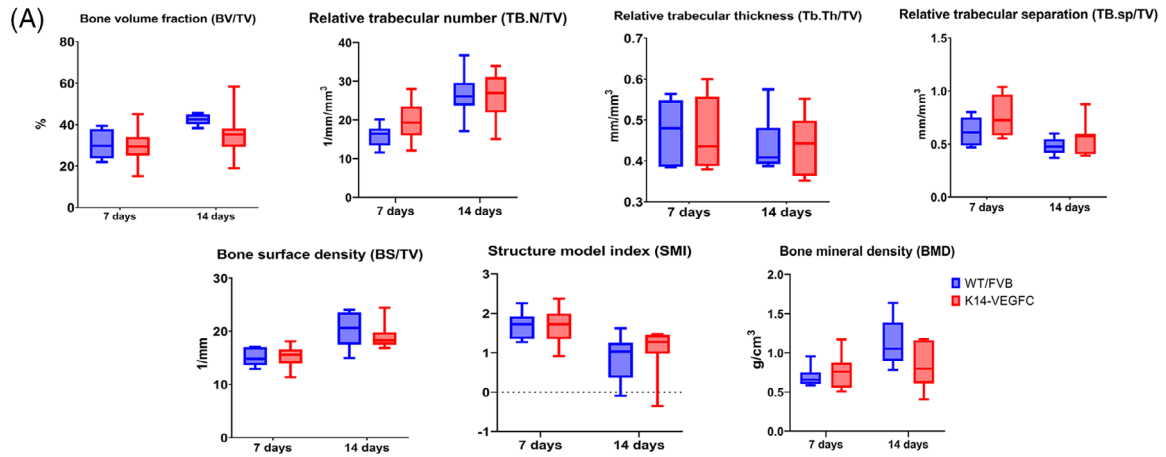 (A)
Bone volume fraction (BV/TV)
80
60
40
20
0
%
7 days
14 days
Relative trabecular number (TB.N/TV)
40
30
20
10
0
1/mm/mm³
7 days
14 days
Relative trabecular thickness (Tb.Th/TV)
0.7
0.6
0.5
0.4
0.3
mm/mm³
7 days
14 days
Relative trabecular separation (TB.sp/TV)
1.5
1.0
0.5
0.0
mm/mm³
7 days
14 days
Bone surface density (BS/TV)
30
20
10
0
1/mm
7 days
14 days
Structure model index (SMI)
3
2
1
0
-1
7 days
14 days
Bone mineral density (BMD)
2.0
1.5
1.0
0.5
0.0
g/cm³
7 days
14 days
WT/FVB
K14-VEGFC